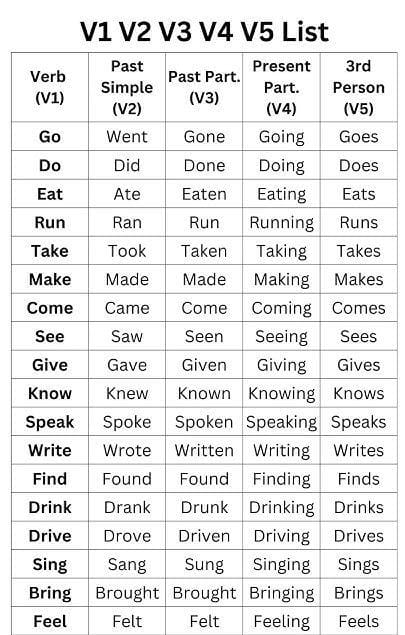 V1 V2 V3 V4 V5 List
Verb (V1) Past Simple (V2) Past Part. (V3) Present Part. (V4) 3rd Person (V5)
Go Went Gone Going Goes
Do Did Done Doing Does
Eat Ate Eaten Eating Eats
Run Ran Run Running Runs
Take Took Taken Taking Takes
Make Made Made Making Makes
Come Came Come Coming Comes
See Saw Seen Seeing Sees
Give Gave Given Giving Gives
Know Knew Known Knowing Knows
Speak Spoke Spoken Speaking Speaks
Write Wrote Written Writing Writes
Find Found Found Finding Finds
Drink Drank Drunk Drinking Drinks
Drive Drove Driven Driving Drives
Sing Sang Sung Singing Sings
Bring Brought Brought Bringing Brings
Feel Felt Felt Feeling Feels